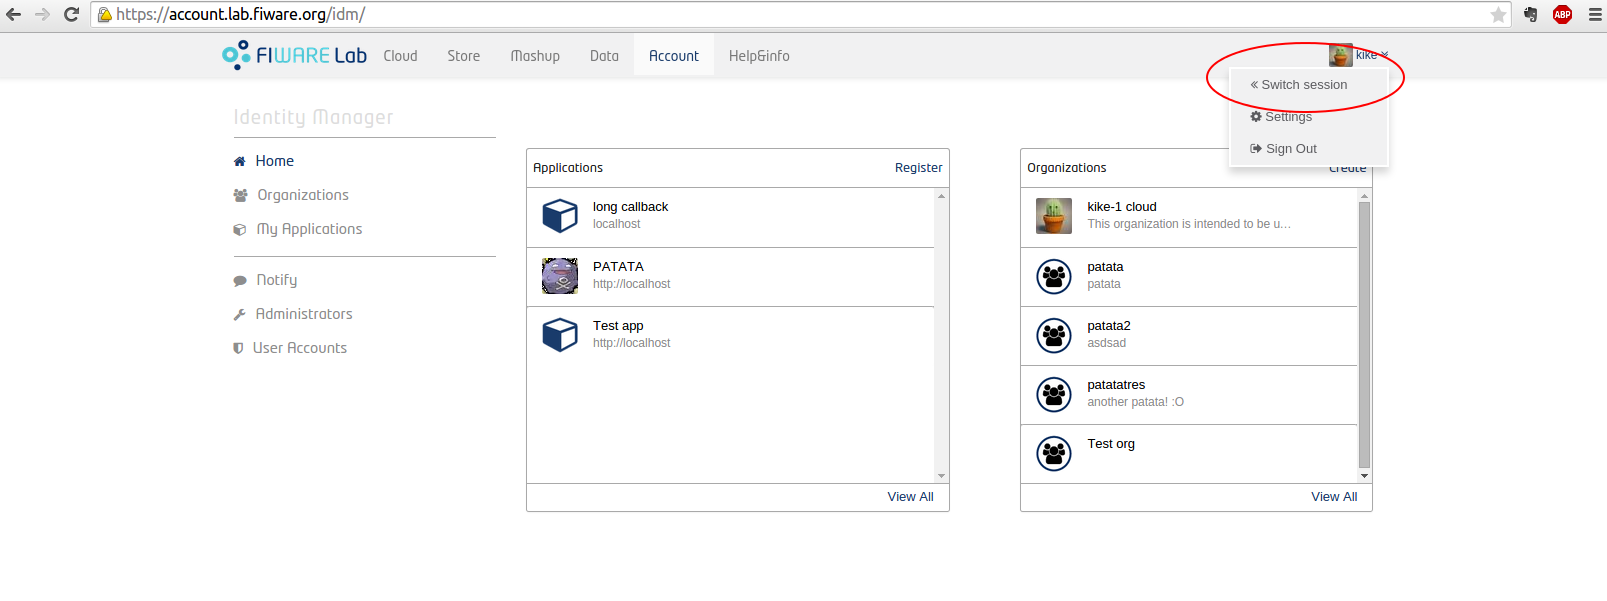 https://account.lab.fiware.org/idm/
ABP
FIWARE Lab
Cloud
Store
Mashup
Data
Account
Help&info
kike
« Switch session
Settings
Sign Out
Identity Manager
Home
Organizations
My Applications
Notify
Administrators
User Accounts
Applications
Register
long callback
localhost
PATATA
http://localhost
Test app
http://localhost
View All
Organizations
Create
kike-1 cloud
This organization is intended to be u…
patata
patata
patata2
asdsad
patatatres
another patata! :O
Test org
View All